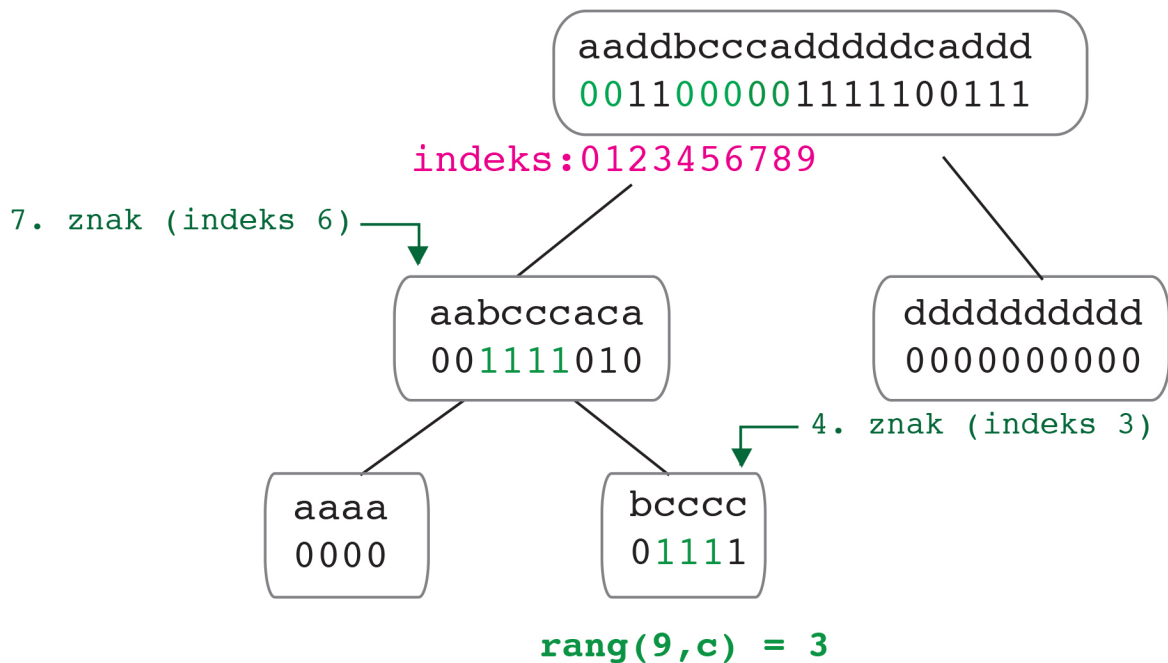 aaddbcccadddddcaddd
0011000001111100111
indeks:0123456789
7. znak (indeks 6)
aabcccaca
001111010
dddddddddd
0000000000
4. znak (indeks 3)
aaaa
0000
bcccc
01111
rang(9,c) = 3